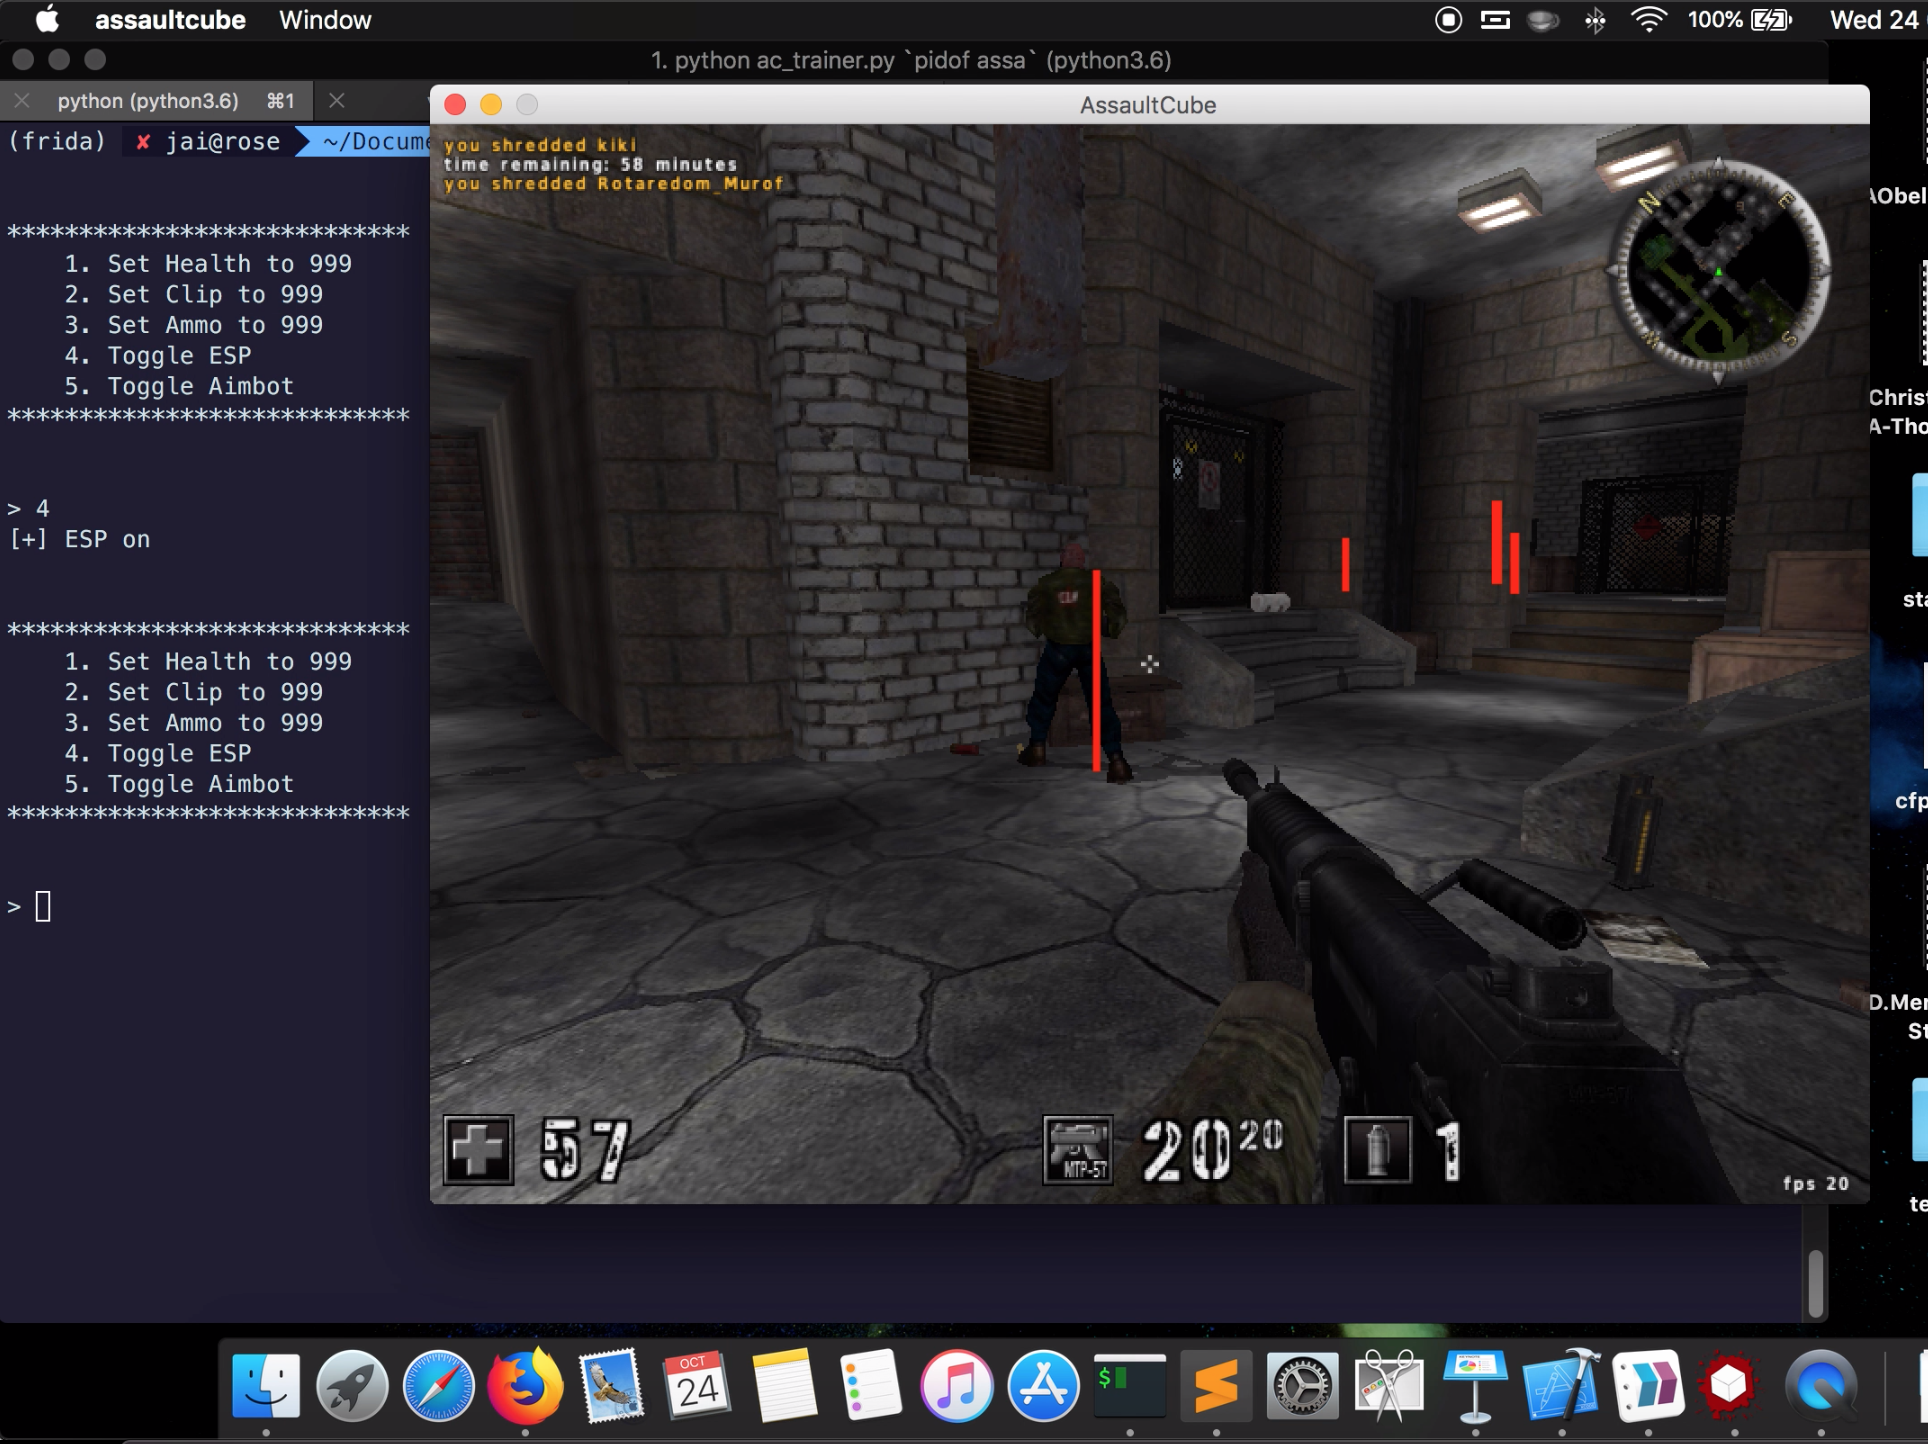 assaultcube Window 100% Wed 24
1. python ac_trainer.py `pidof assa` (python3.6)
python (python3.6) ⌘1
AssaultCube
(frida) ✘ jai@rose ~/Docume
***************************
1. Set Health to 999
2. Set Clip to 999
3. Set Ammo to 999
4. Toggle ESP
5. Toggle Aimbot
***************************
> 4
[+] ESP on
***************************
1. Set Health to 999
2. Set Clip to 999
3. Set Ammo to 999
4. Toggle ESP
5. Toggle Aimbot
***************************
>
you shredded kiki
time remaining: 58 minutes
you shredded Rotaredom_Murof
N
E
S
W
57
MTP-57
20 20
1
fps 20
AObel
Christ
A-Tho
sta
cfp
D.Mer
St
te
OCT
24
$